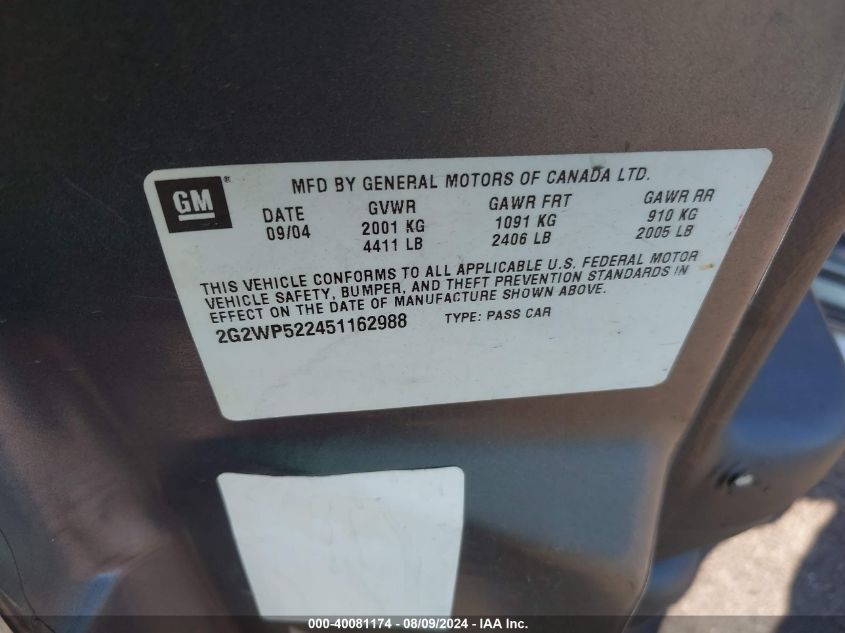 GM ®
MFD BY GENERAL MOTORS OF CANADA LTD.
DATE GVWR GAWR FRT GAWR RR
09/04 2001 KG 1091 KG 910 KG
4411 LB 2406 LB 2005 LB
THIS VEHICLE CONFORMS TO ALL APPLICABLE U.S. FEDERAL MOTOR
VEHICLE SAFETY, BUMPER, AND THEFT PREVENTION STANDARDS IN
EFFECT ON THE DATE OF MANUFACTURE SHOWN ABOVE.
2G2WP522451162988 TYPE: PASS CAR
000-40081174 - 08/09/2024 - IAA Inc.